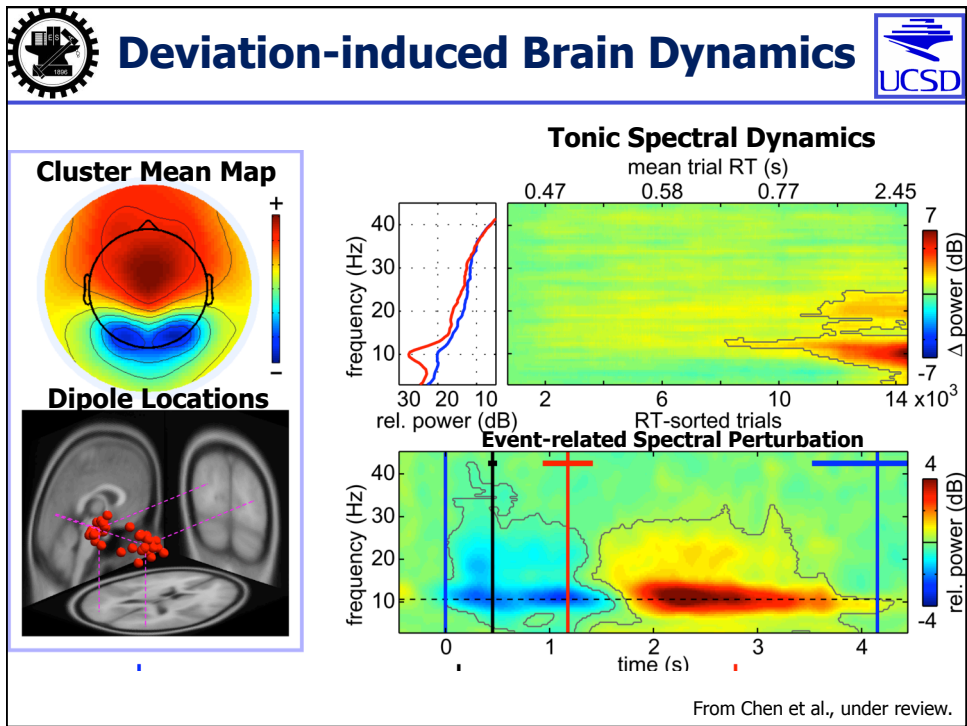 Deviation-induced Brain Dynamics
E S
1896
UCSD
Cluster Mean Map
+
−
Dipole Locations
Tonic Spectral Dynamics
mean trial RT (s)
0.47 0.58 0.77 2.45
frequency (Hz)
40
30
20
10
30 20 10
rel. power (dB)
2 6 10 14 x10³
RT-sorted trials
7
-7
Δ power (dB)
Event-related Spectral Perturbation
frequency (Hz)
40
30
20
10
0 1 2 3 4
time (s)
4
-4
rel. power (dB)
From Chen et al., under review.